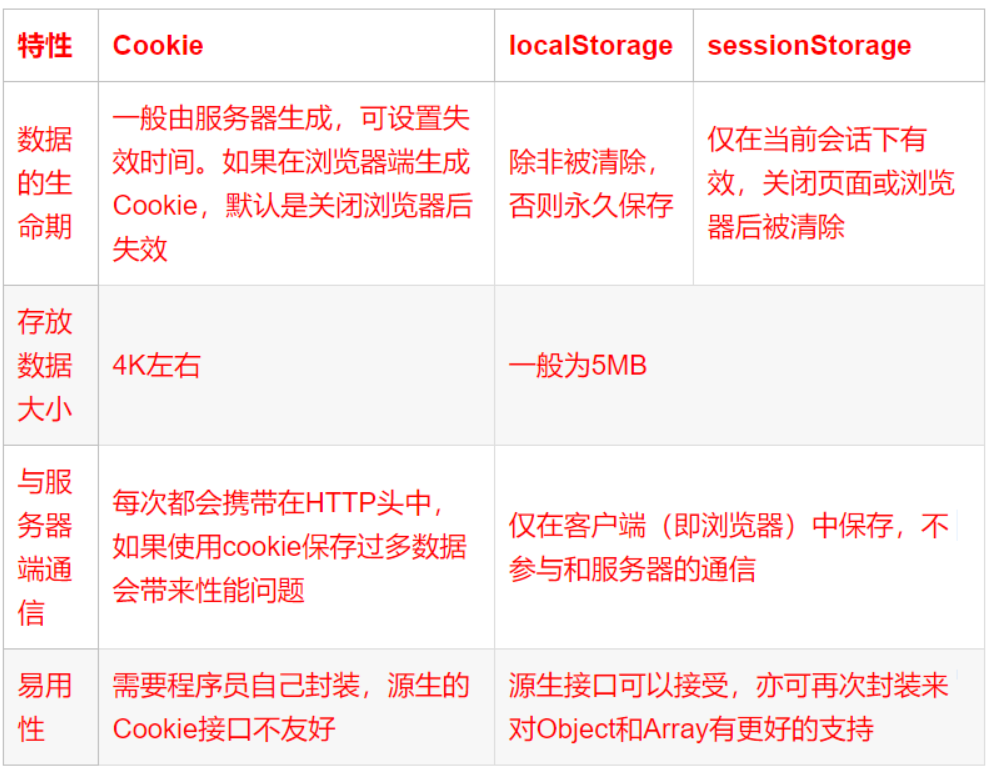 特性 Cookie localStorage sessionStorage
数据
的生
命期
一般由服务器生成，可设置失
效时间。如果在浏览器端生成
Cookie，默认是关闭浏览器后
失效
除非被清除，
否则永久保存
仅在当前会话下有
效，关闭页面或浏览
器后被清除
存放
数据
大小
4K左右
一般为5MB
与服
务器
端通
信
每次都会携带在HTTP头中，
如果使用cookie保存过多数据
会带来性能问题
仅在客户端（即浏览器）中保存，不
参与和服务器的通信
易用
性
需要程序员自己封装，源生的
Cookie接口不友好
源生接口可以接受，亦可再次封装来
对Object和Array有更好的支持